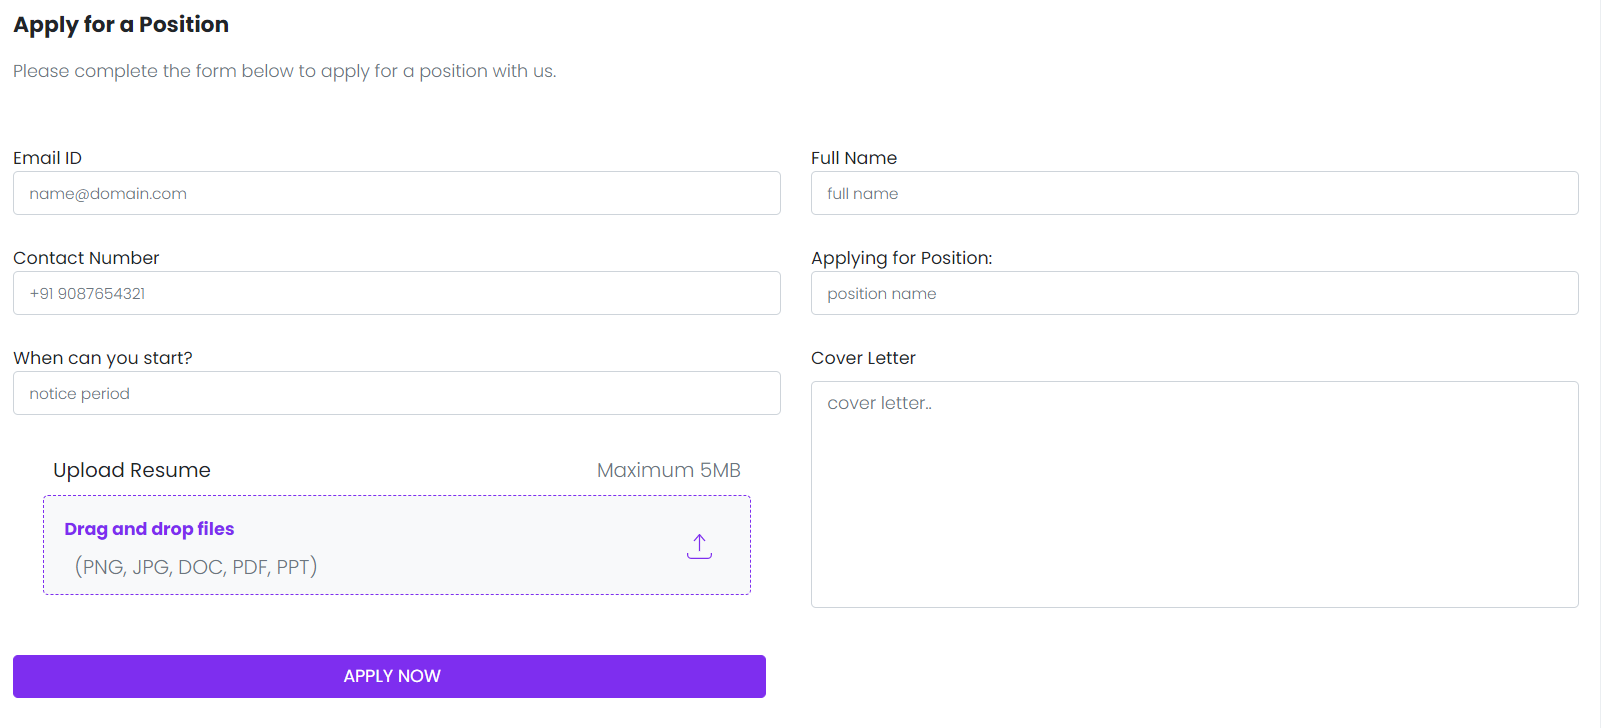 Apply for a Position
Please complete the form below to apply for a position with us.
Email ID
name@domain.com
Full Name
full name
Contact Number
+91 9087654321
Applying for Position:
position name
When can you start?
notice period
Cover Letter
cover letter..
Upload Resume
Maximum 5MB
Drag and drop files
(PNG, JPG, DOC, PDF, PPT)
APPLY NOW